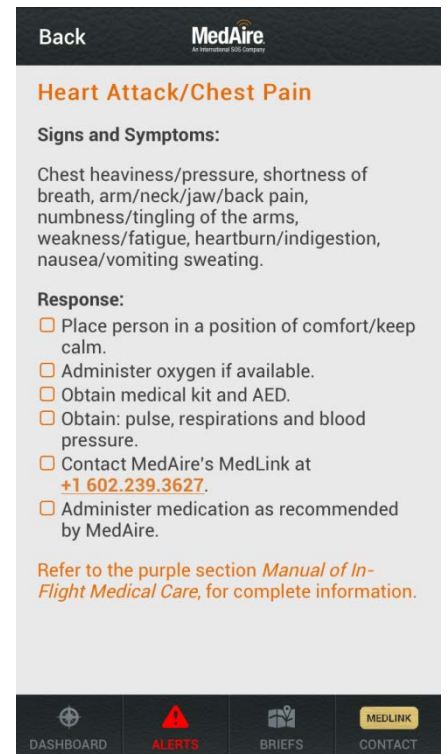 Back
MedAire
An International SOS Company
Heart Attack/Chest Pain
Signs and Symptoms:
Chest heaviness/pressure, shortness of
breath, arm/neck/jaw/back pain,
numbness/tingling of the arms,
weakness/fatigue, heartburn/indigestion,
nausea/vomiting sweating.
Response:
Place person in a position of comfort/keep
calm.
Administer oxygen if available.
Obtain medical kit and AED.
Obtain: pulse, respirations and blood
pressure.
Contact MedAire's MedLink at
+1 602.239.3627.
Administer medication as recommended
by MedAire.
Refer to the purple section Manual of In-
Flight Medical Care, for complete information.
DASHBOARD
ALERTS
BRIEFS
MEDLINK
CONTACT